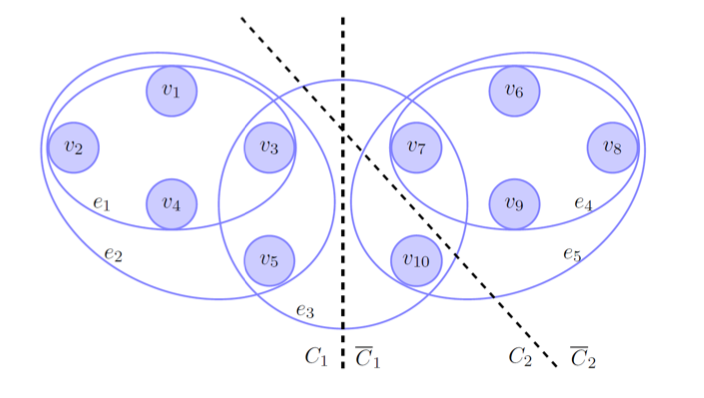 v₁ v₆
v₂ v₃ v₇ v₈
e₁ v₄ v₉ e₄
e₂ v₅ v₁₀ e₅
e₃
C₁ C̅₁ C₂ C̅₂